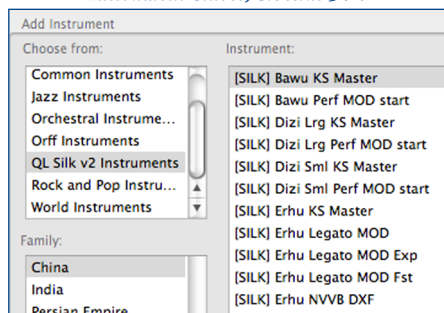 Add Instrument
Choose from:
Common Instruments
Jazz Instruments
Orchestral Instrume...
Orff Instruments
QL Silk v2 Instruments
Rock and Pop Instru...
World Instruments
Family:
China
India
Persian Empire
Instrument:
[SILK] Bawu KS Master
[SILK] Bawu Perf MOD start
[SILK] Dizi Lrg KS Master
[SILK] Dizi Lrg Perf MOD start
[SILK] Dizi Sml KS Master
[SILK] Dizi Sml Perf MOD start
[SILK] Erhu KS Master
[SILK] Erhu Legato MOD
[SILK] Erhu Legato MOD Exp
[SILK] Erhu Legato MOD Fst
[SILK] Erhu NVVB DXF